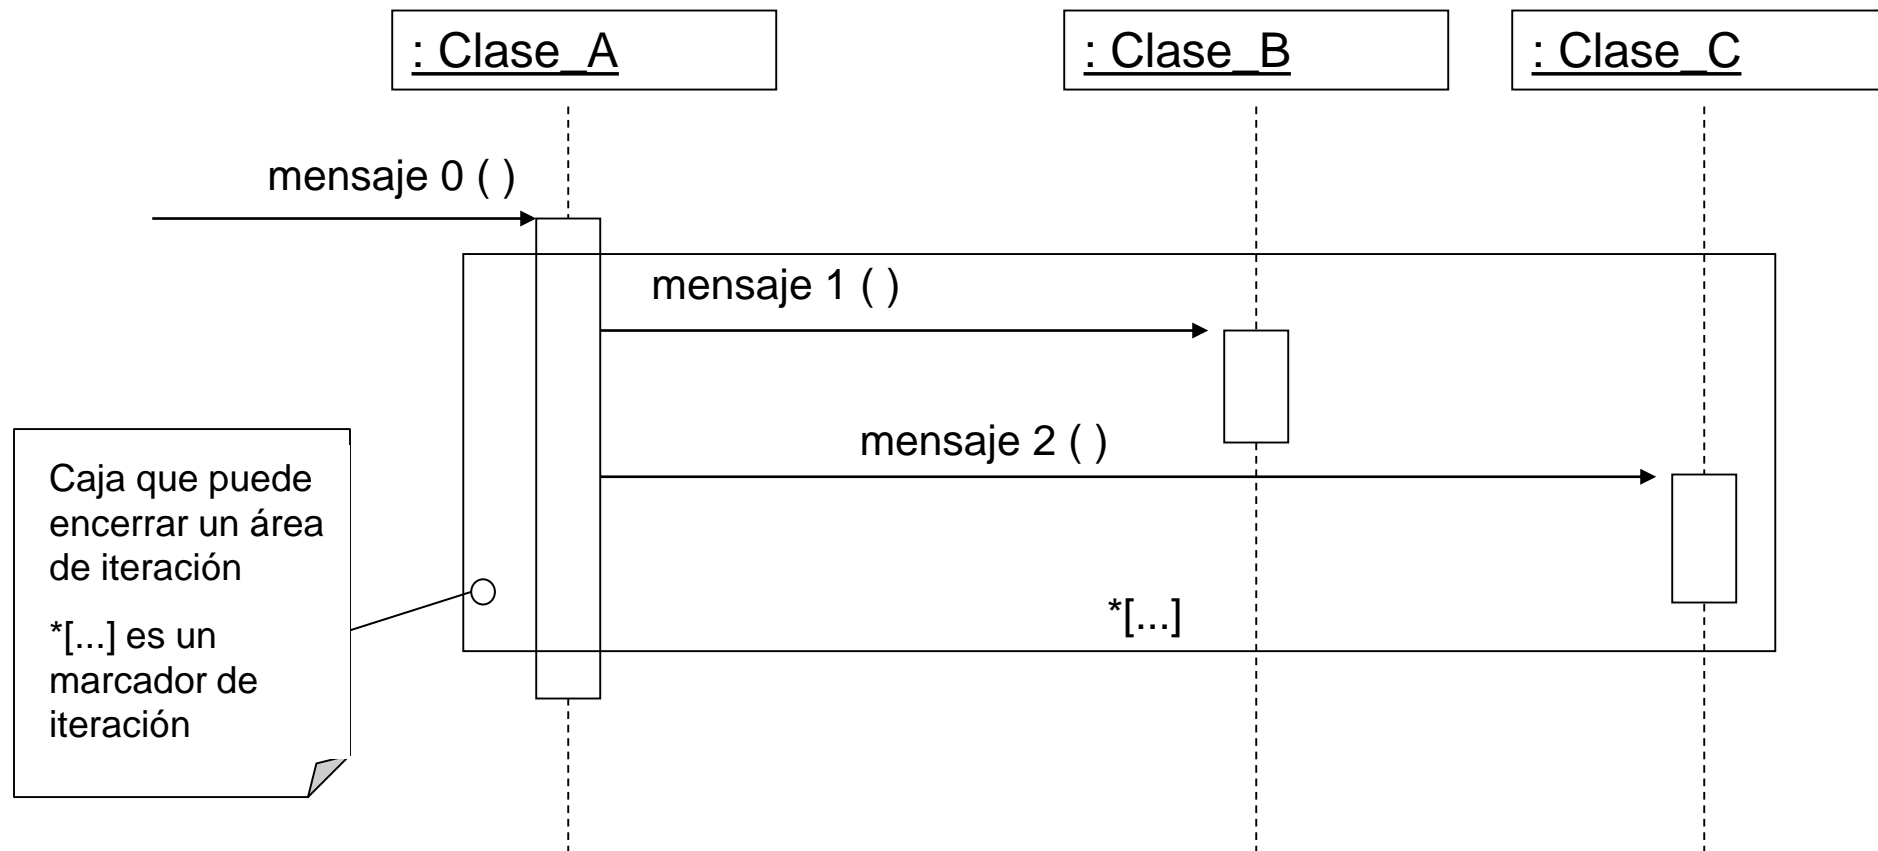 : Clase_A
: Clase_B
: Clase_C
mensaje 0 ( )
mensaje 1 ( )
mensaje 2 ( )
Caja que puede
encerrar un área
de iteración
*[...] es un
marcador de
iteración
*[...]